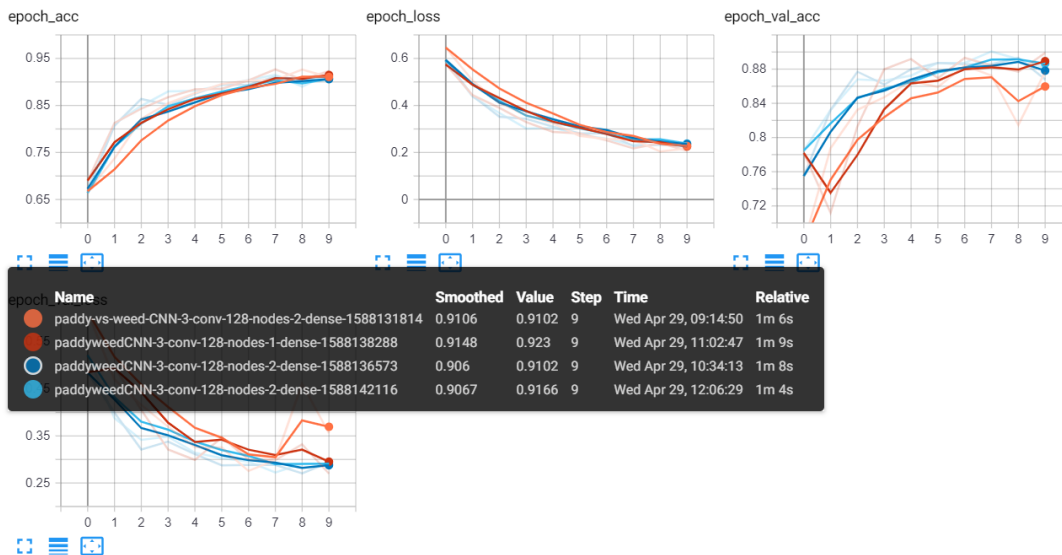 epoch_acc
0.95
0.85
0.75
0.65
0 1 2 3 4 5 6 7 8 9
epoch_loss
0.6
0.4
0.2
0
0 1 2 3 4 5 6 7 8 9
epoch_val_acc
0.88
0.84
0.8
0.76
0.72
0 1 2 3 4 5 6 7 8 9
Name Smoothed Value Step Time Relative
paddy-vs-weed-CNN-3-conv-128-nodes-2-dense-1588131814 0.9106 0.9102 9 Wed Apr 29, 09:14:50 1m 6s
paddyweedCNN-3-conv-128-nodes-1-dense-1588138288 0.9148 0.923 9 Wed Apr 29, 11:02:47 1m 9s
paddyweedCNN-3-conv-128-nodes-2-dense-1588136573 0.906 0.9102 9 Wed Apr 29, 10:34:13 1m 8s
paddyweedCNN-3-conv-128-nodes-2-dense-1588142116 0.9067 0.9166 9 Wed Apr 29, 12:06:29 1m 4s
epoch_val_loss
0.35
0.25
0 1 2 3 4 5 6 7 8 9